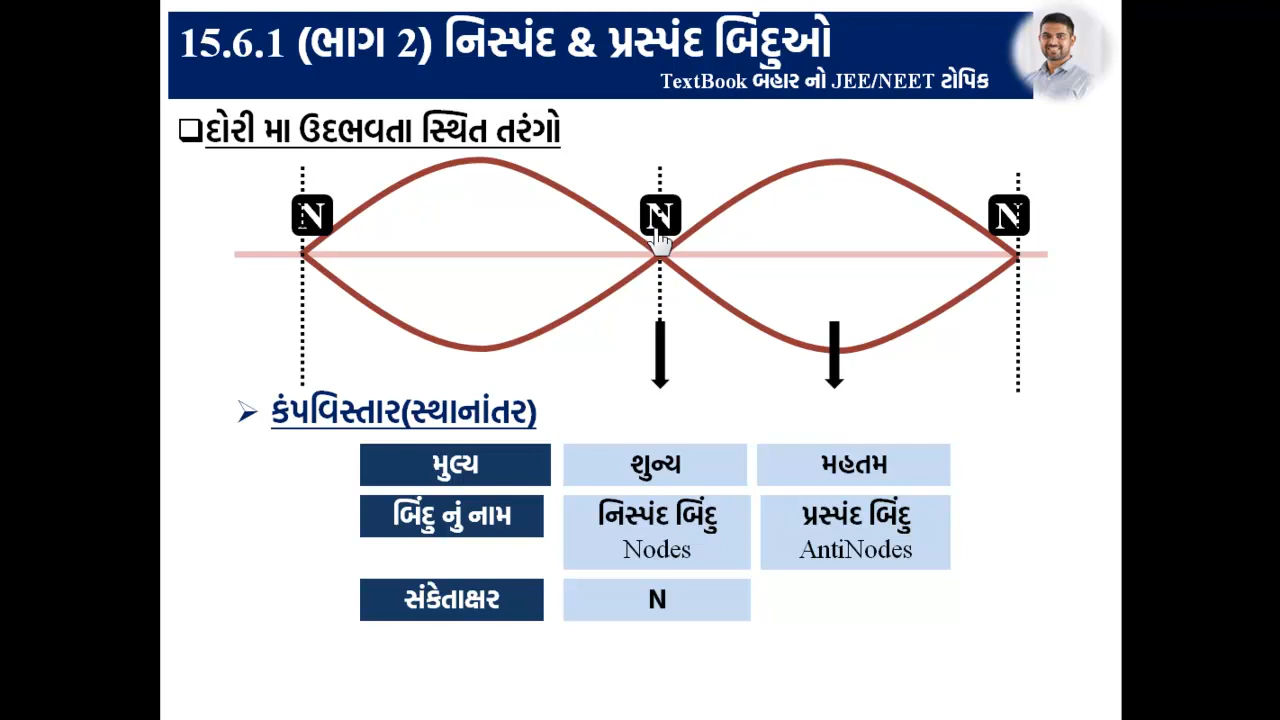 15.6.1 (ભાગ 2) નિસ્પંદ & પ્રસ્પંદ બિંદુઓ
TextBook બહાર નો JEE/NEET ટોપિક
❑દોરી મા ઉદભવતા સ્થિત તરંગો
N N N
➢ કંપવિસ્તાર(સ્થાનાંતર)
મુલ્ય શુન્ય મહતમ
બિંદુ નું નામ નિસ્પંદ બિંદુ પ્રસ્પંદ બિંદુ
Nodes AntiNodes
સંકેતાક્ષર N